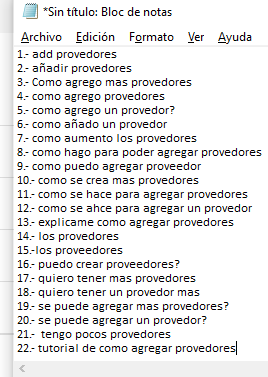 *Sin título: Bloc de notas
Archivo Edición Formato Ver Ayuda
1.- add provedores
2.- añadir provedores
3.- Como agrego mas provedores
4.- como agrego provedores
5.- como agrego un provedor?
6.- como añado un provedor
7.- como aumento los provedores
8.- como hago para poder agregar provedores
9.- como puedo agregar proveedor
10.- como se crea mas provedores
11.- como se hace para agregar provedores
12.- como se ahce para agregar un provedor
13.- explicame como agregar provedores
14.- los provedores
15.-los proveedores
16.- puedo crear proveedores?
17.- quiero tener mas provedores
18.- quiero tener un provedor mas
19.- se puede agregar mas provedores?
20.- se puede agregar un provedor?
21.- tengo pocos provedores
22.- tutorial de como agregar provedores